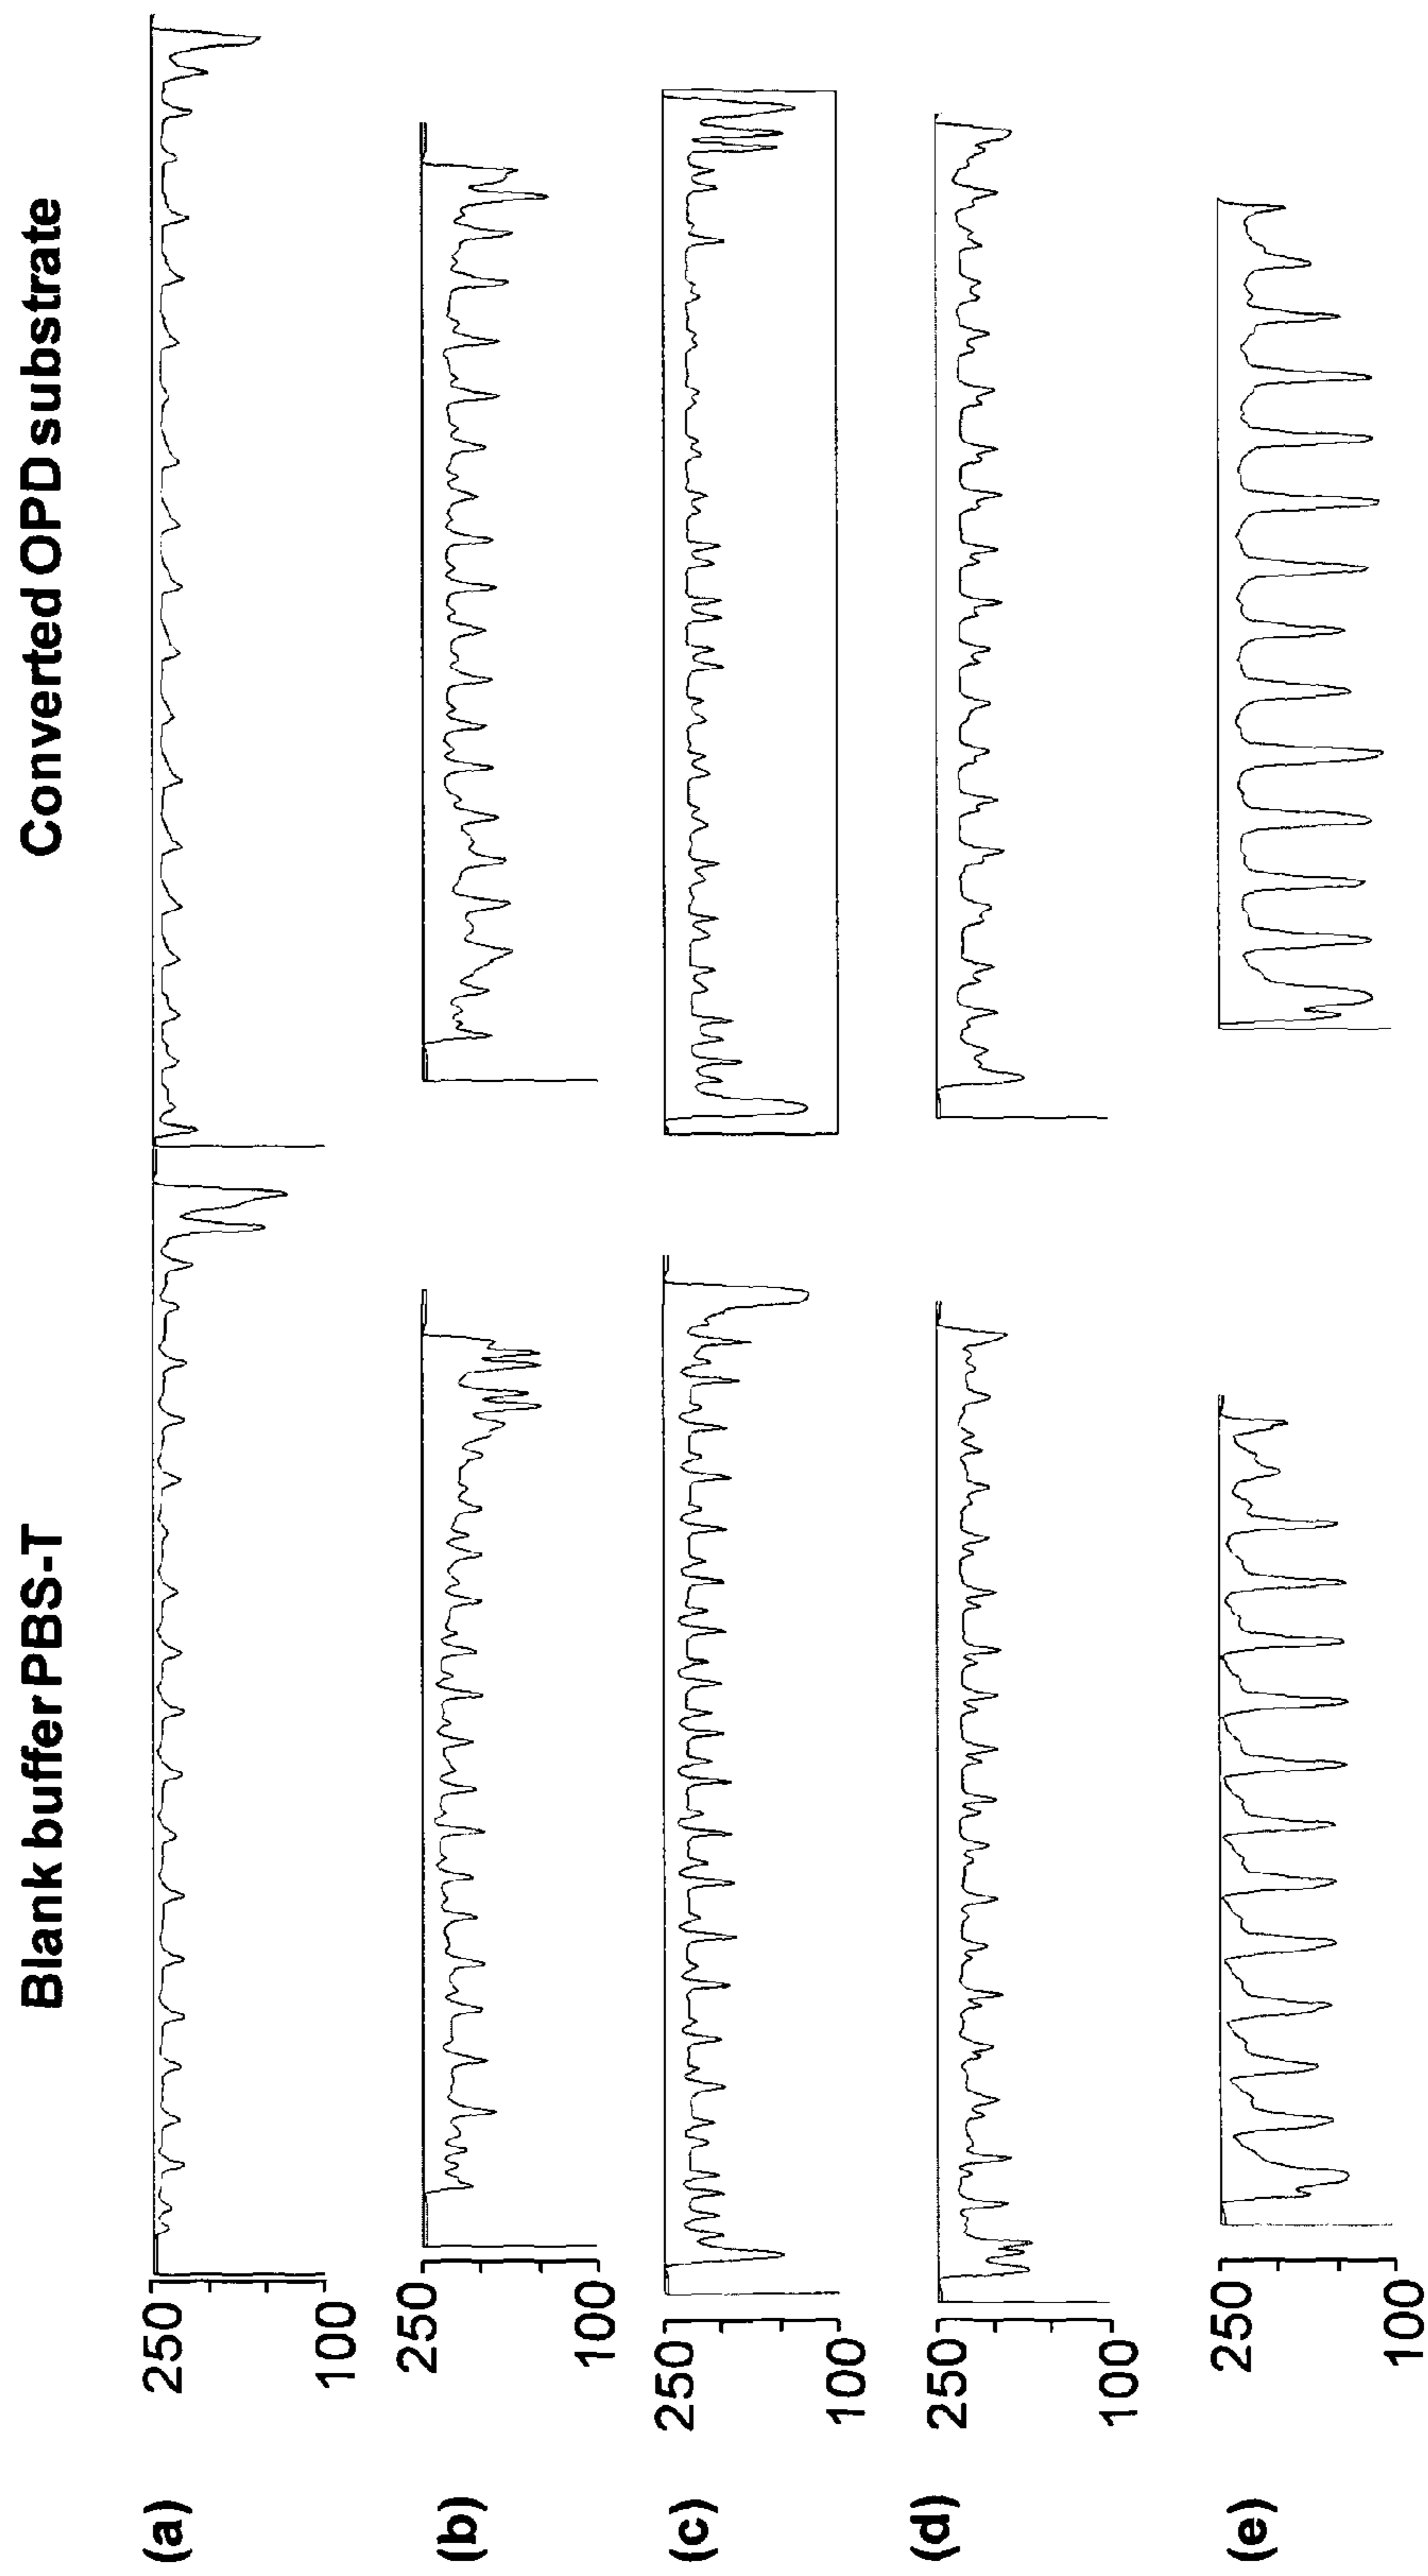 Blank buffer PBS-T
Converted OPD substrate
(a)
250
100
(b)
250
100
(c)
250
100
(d)
250
100
(e)
250
100